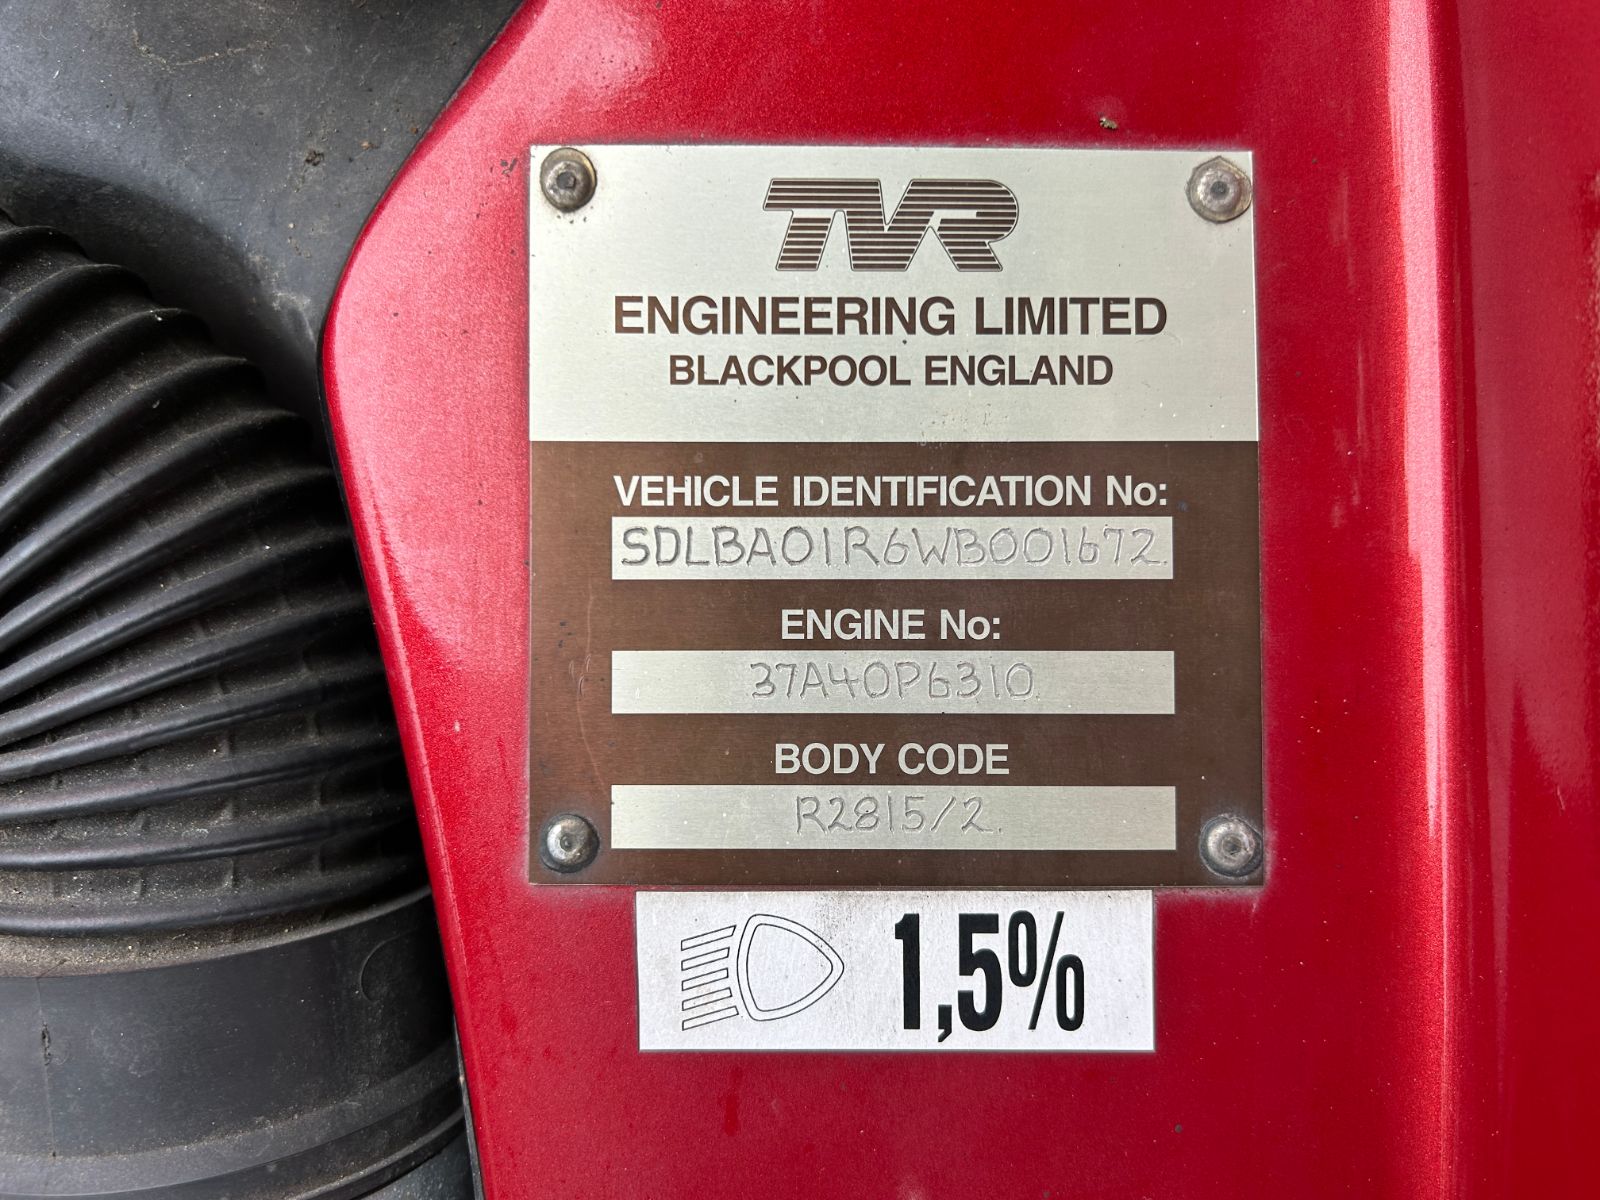 TVR
ENGINEERING LIMITED
BLACKPOOL ENGLAND
VEHICLE IDENTIFICATION No:
SDLBA01R6WB001672.
ENGINE No:
37A40P6310.
BODY CODE
R2815/2.
1,5%